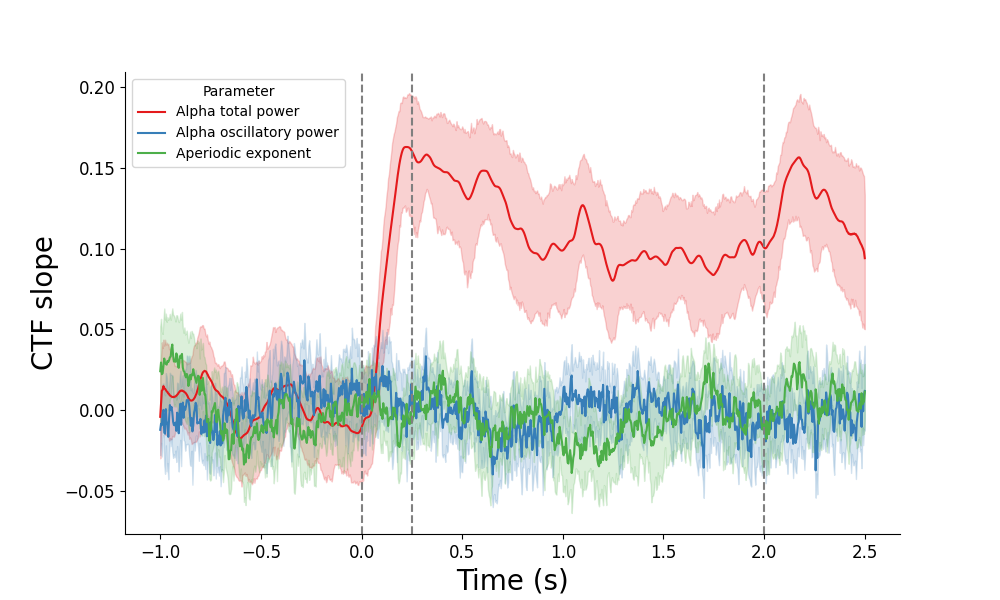 Parameter
Alpha total power
Alpha oscillatory power
Aperiodic exponent
CTF slope
0.20
0.15
0.10
0.05
0.00
−0.05
−1.0 −0.5 0.0 0.5 1.0 1.5 2.0 2.5
Time (s)